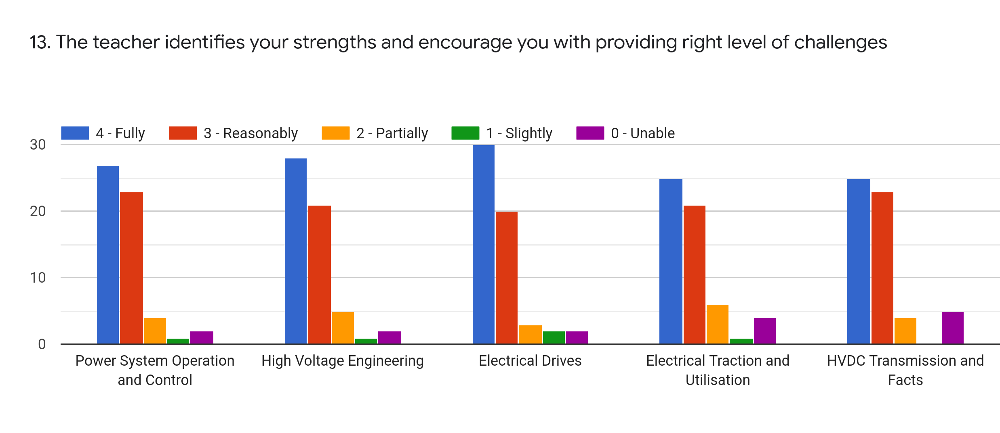 13. The teacher identifies your strengths and encourage you with providing right level of challenges
4 - Fully 3 - Reasonably 2 - Partially 1 - Slightly 0 - Unable
30
20
10
0
Power System Operation and Control
High Voltage Engineering
Electrical Drives
Electrical Traction and Utilisation
HVDC Transmission and Facts